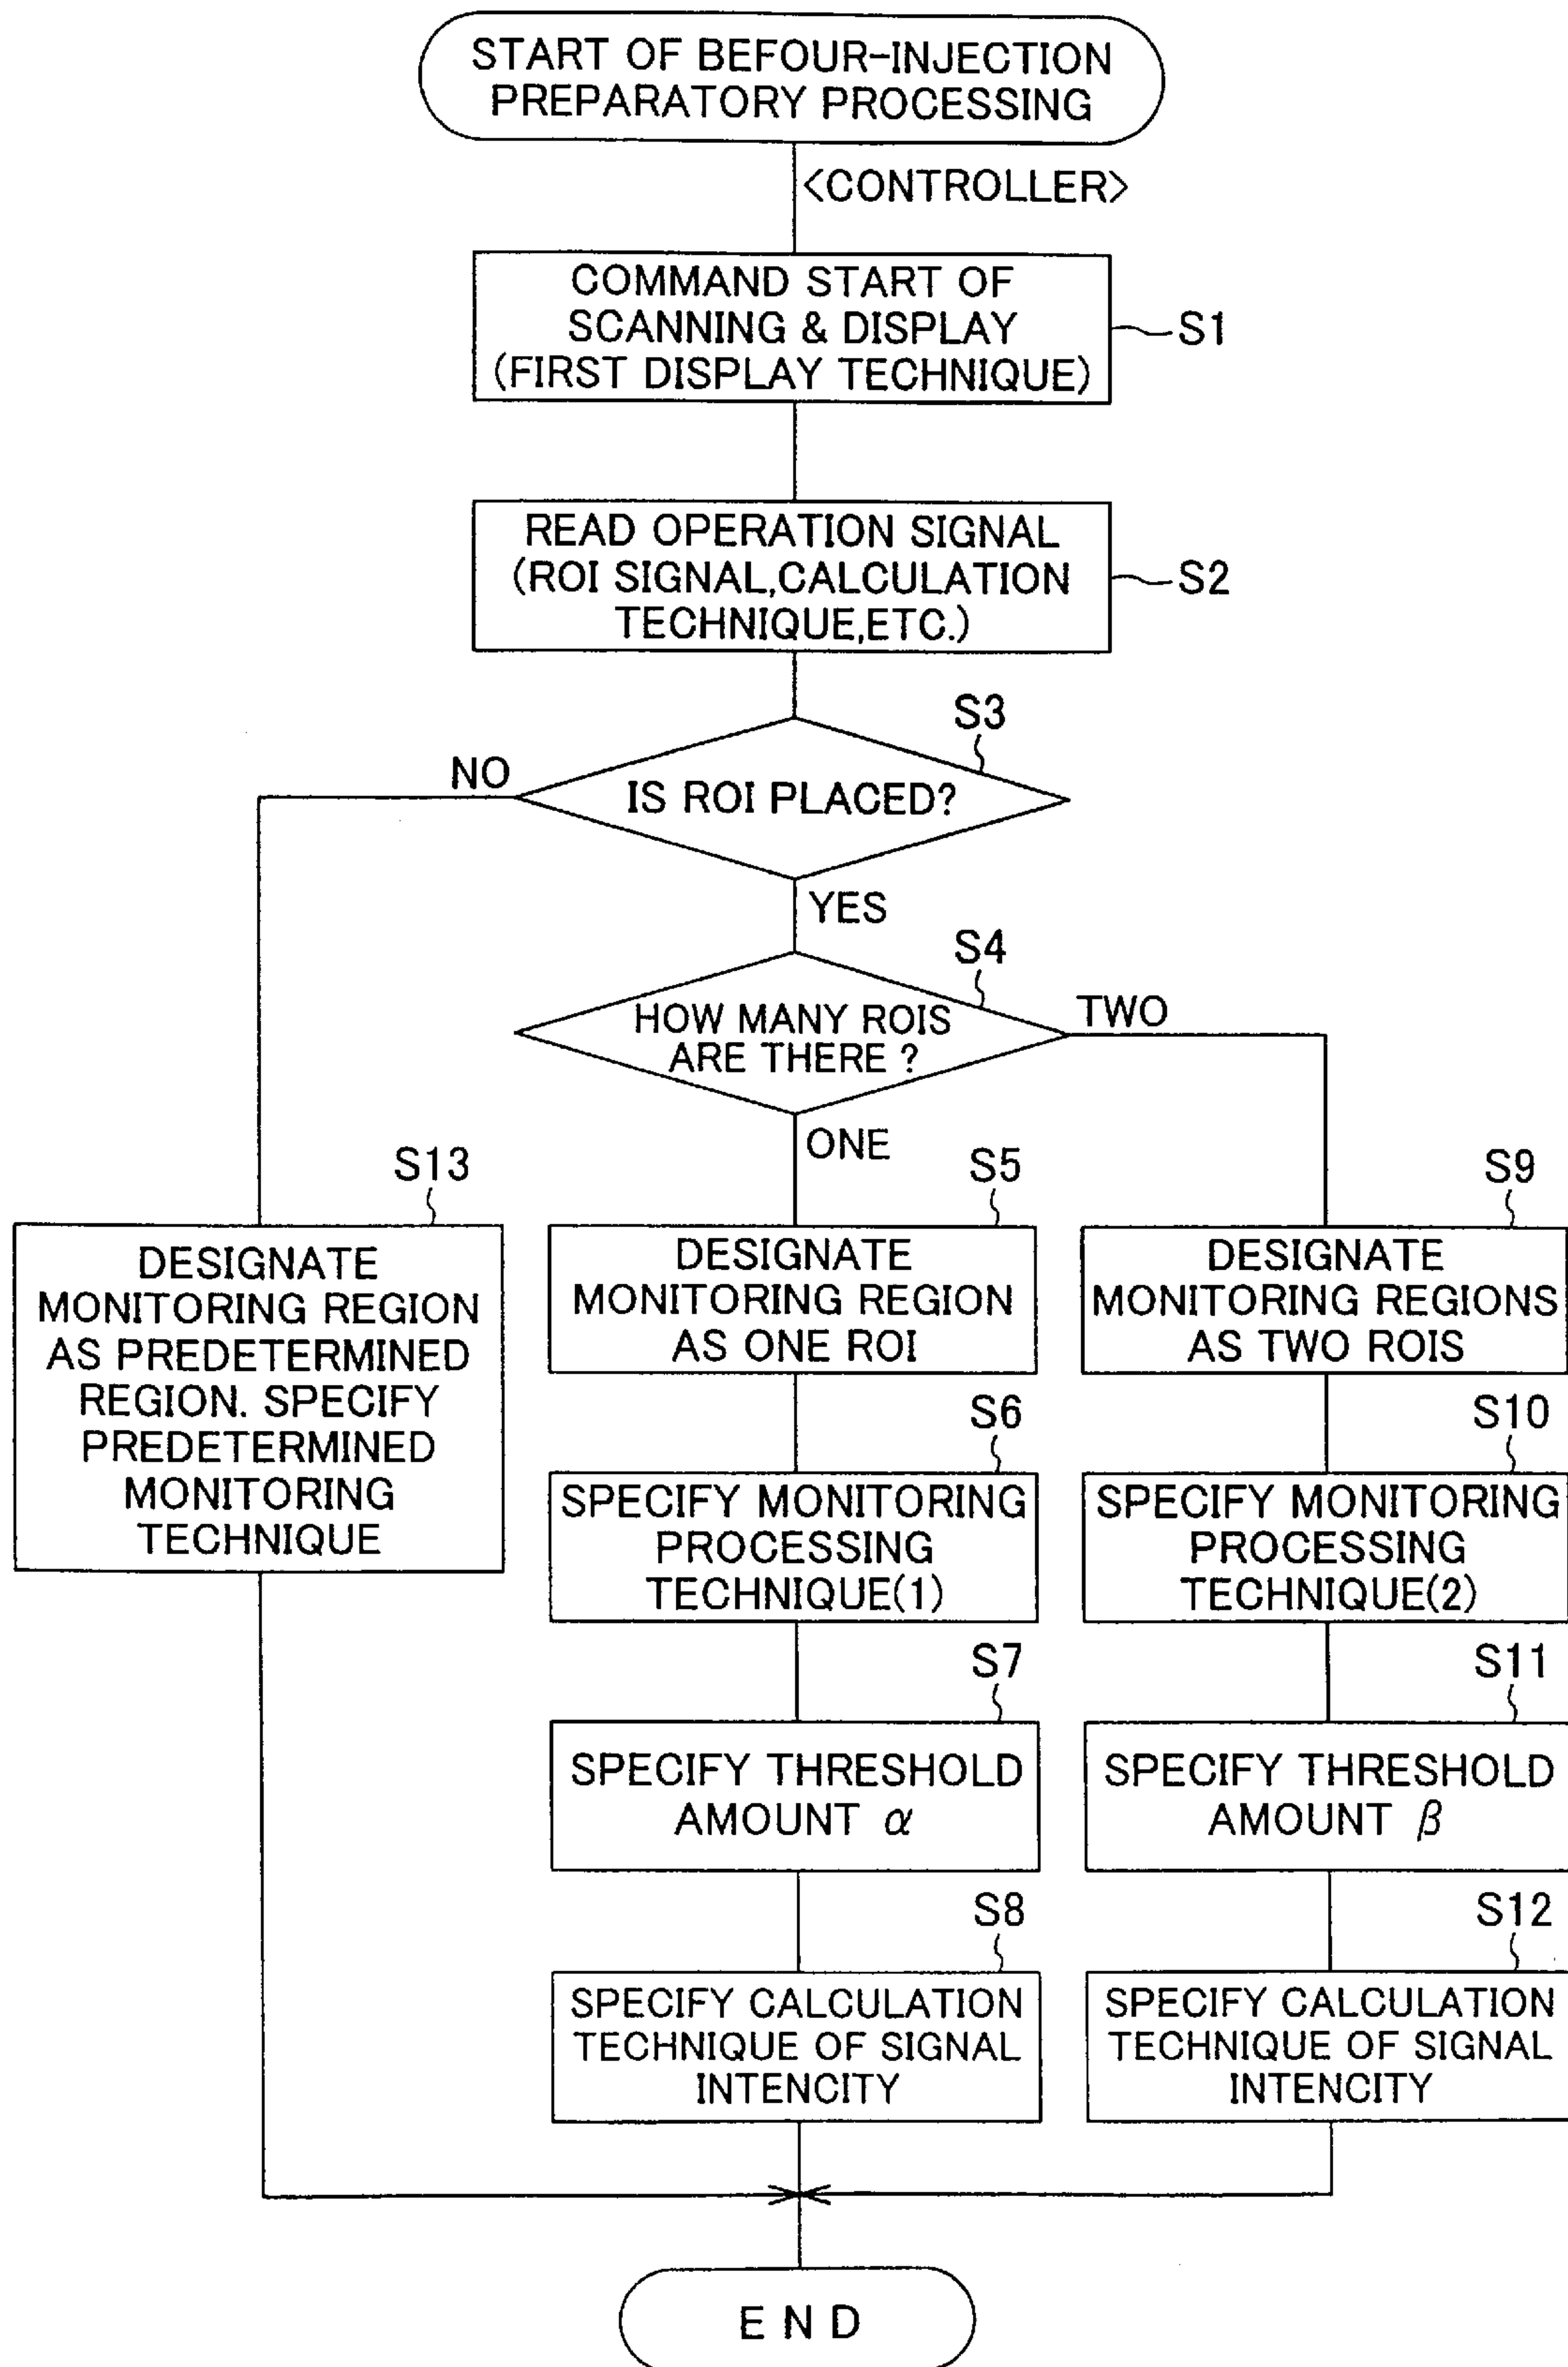 START OF BEFOUR-INJECTION
PREPARATORY PROCESSING
<CONTROLLER>
COMMAND START OF
SCANNING & DISPLAY
(FIRST DISPLAY TECHNIQUE)
S1
READ OPERATION SIGNAL
(ROI SIGNAL,CALCULATION
TECHNIQUE,ETC.)
S2
S3
NO
IS ROI PLACED?
YES
S4
HOW MANY ROIS
ARE THERE ?
TWO
ONE
S13
DESIGNATE
MONITORING REGION
AS PREDETERMINED
REGION. SPECIFY
PREDETERMINED
MONITORING
TECHNIQUE
S5
DESIGNATE
MONITORING REGION
AS ONE ROI
S6
SPECIFY MONITORING
PROCESSING
TECHNIQUE(1)
S7
SPECIFY THRESHOLD
AMOUNT α
S8
SPECIFY CALCULATION
TECHNIQUE OF SIGNAL
INTENCITY
S9
DESIGNATE
MONITORING REGIONS
AS TWO ROIS
S10
SPECIFY MONITORING
PROCESSING
TECHNIQUE(2)
S11
SPECIFY THRESHOLD
AMOUNT β
S12
SPECIFY CALCULATION
TECHNIQUE OF SIGNAL
INTENCITY
END